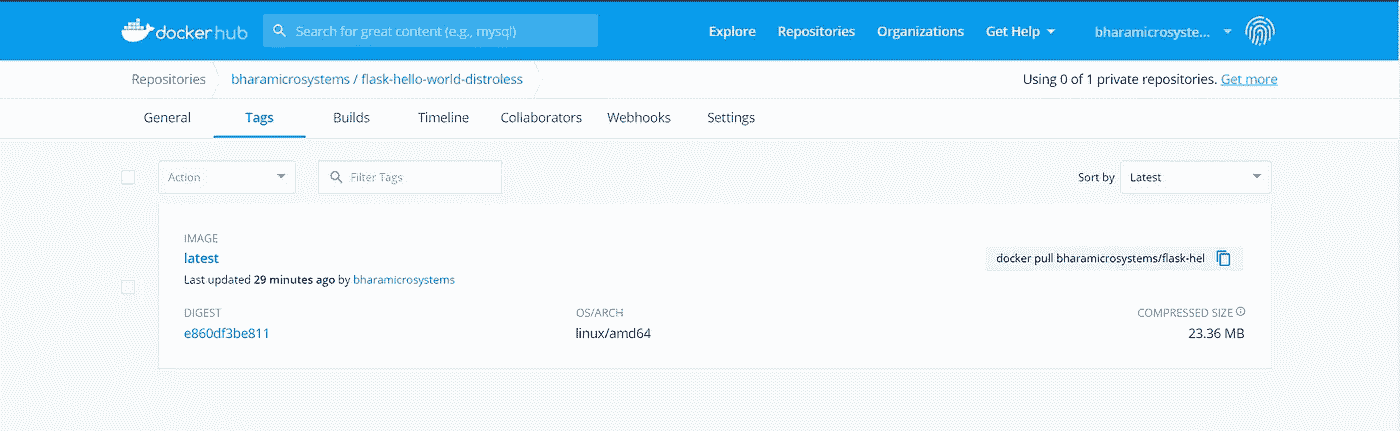 docker hub
Search for great content (e.g., mysql)
Explore Repositories Organizations Get Help bharamicrosyste...
Repositories bharamicrosystems / flask-hello-world-distroless Using 0 of 1 private repositories. Get more
General Tags Builds Timeline Collaborators Webhooks Settings
Action Filter Tags Sort by Latest
IMAGE
latest docker pull bharamicrosystems/flask-hel
Last updated 29 minutes ago by bharamicrosystems
DIGEST OS/ARCH COMPRESSED SIZE
e860df3be811 linux/amd64 23.36 MB